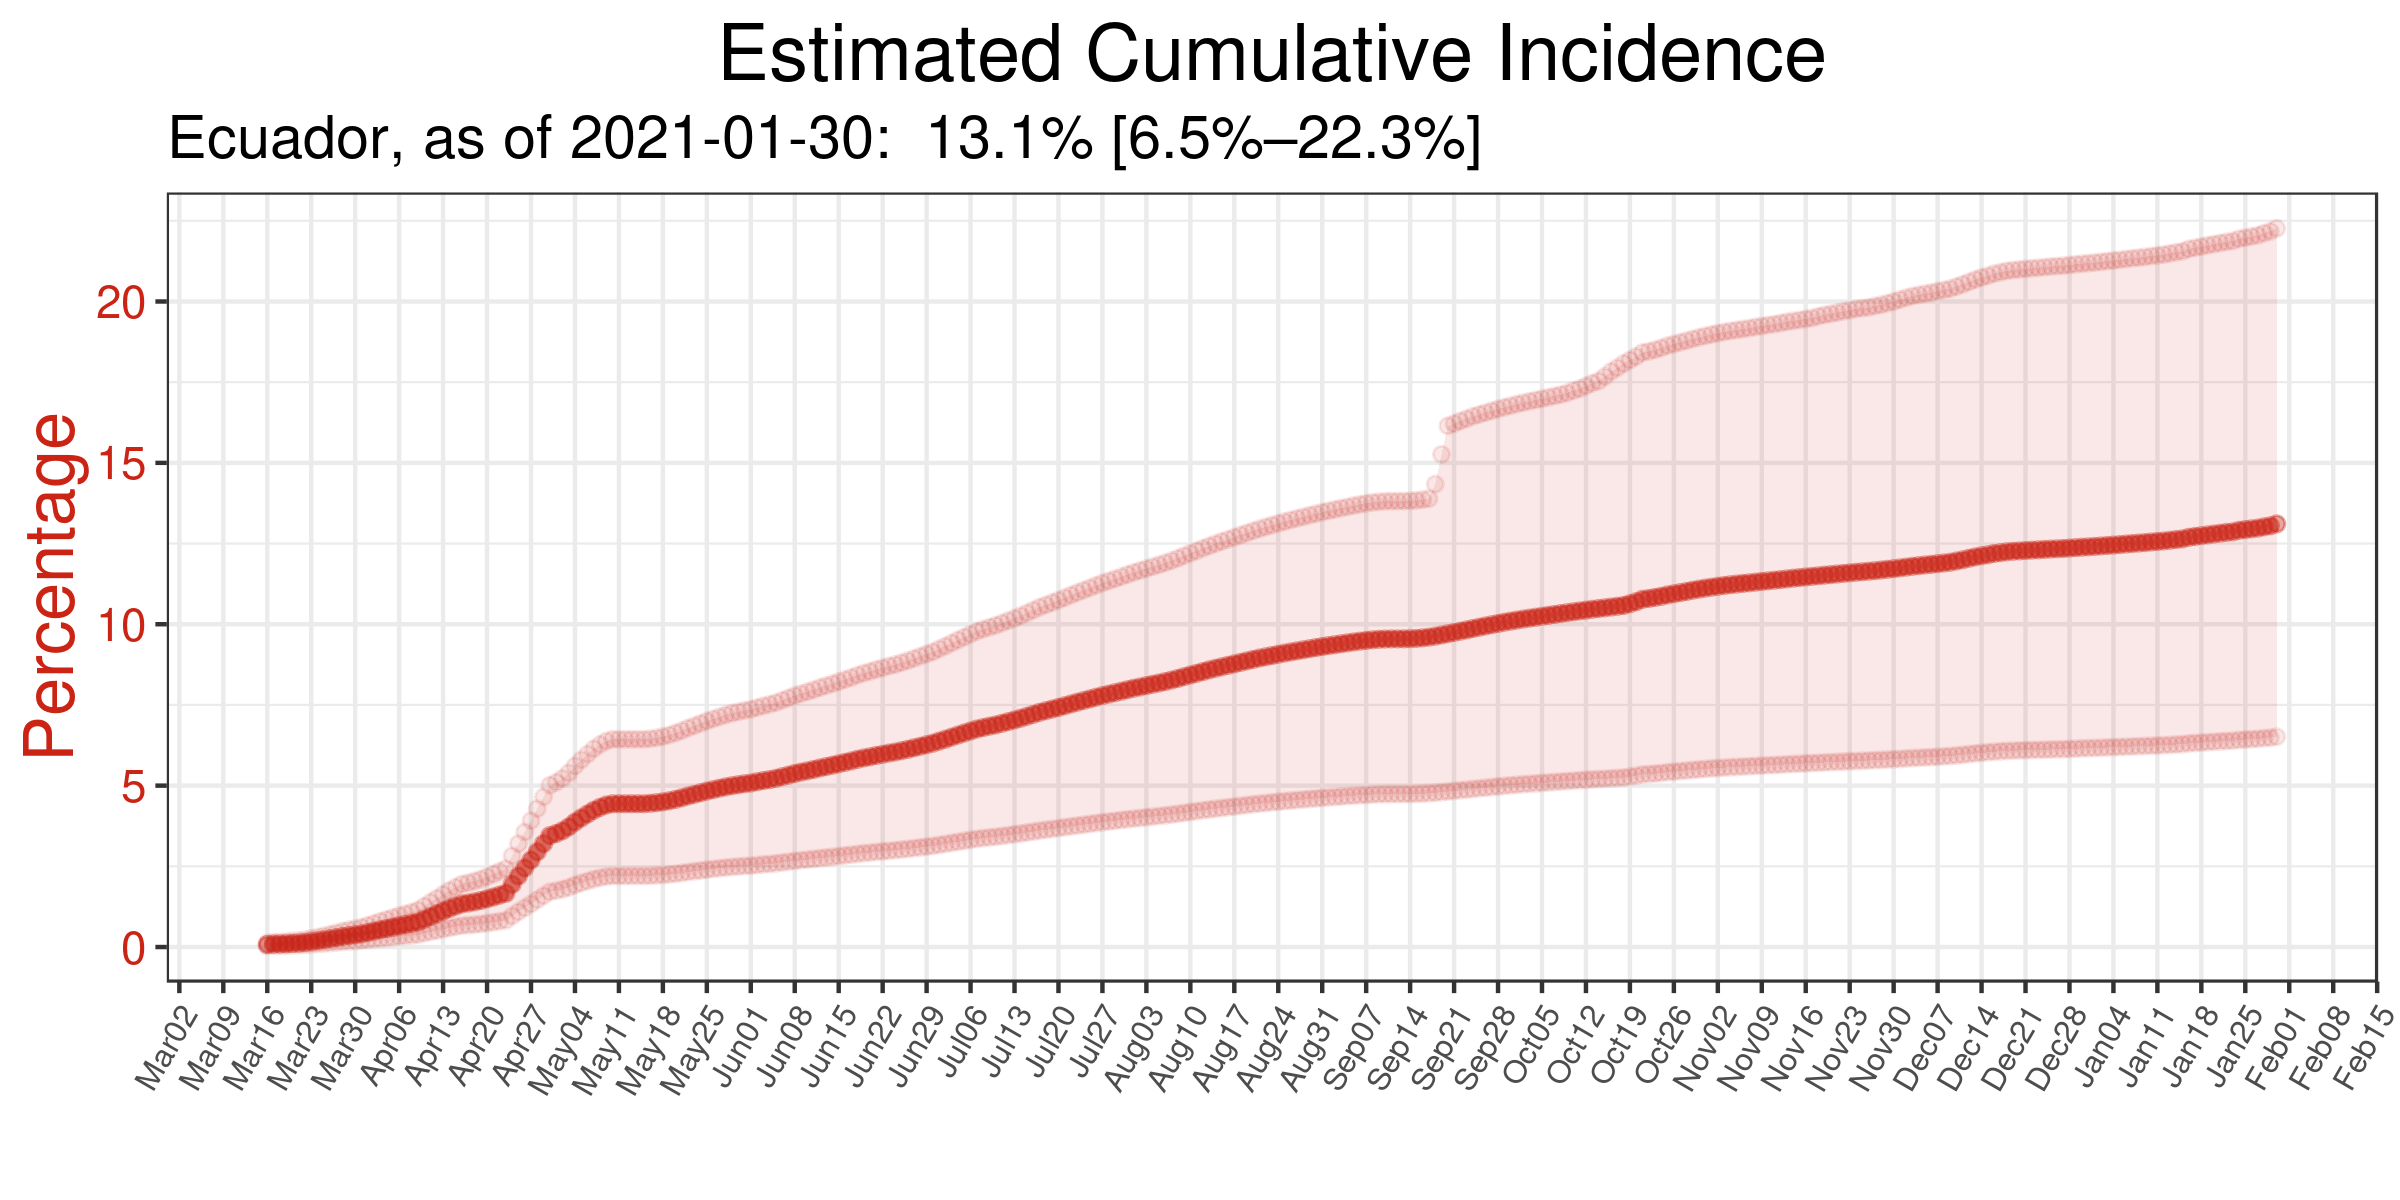 Estimated Cumulative Incidence
Ecuador, as of 2021-01-30:  13.1% [6.5%–22.3%]
Percentage
20
15
10
5
0
Mar02
Mar09
Mar16
Mar23
Mar30
Apr06
Apr13
Apr20
Apr27
May04
May11
May18
May25
Jun01
Jun08
Jun15
Jun22
Jun29
Jul06
Jul13
Jul20
Jul27
Aug03
Aug10
Aug17
Aug24
Aug31
Sep07
Sep14
Sep21
Sep28
Oct05
Oct12
Oct19
Oct26
Nov02
Nov09
Nov16
Nov23
Nov30
Dec07
Dec14
Dec21
Dec28
Jan04
Jan11
Jan18
Jan25
Feb01
Feb08
Feb15